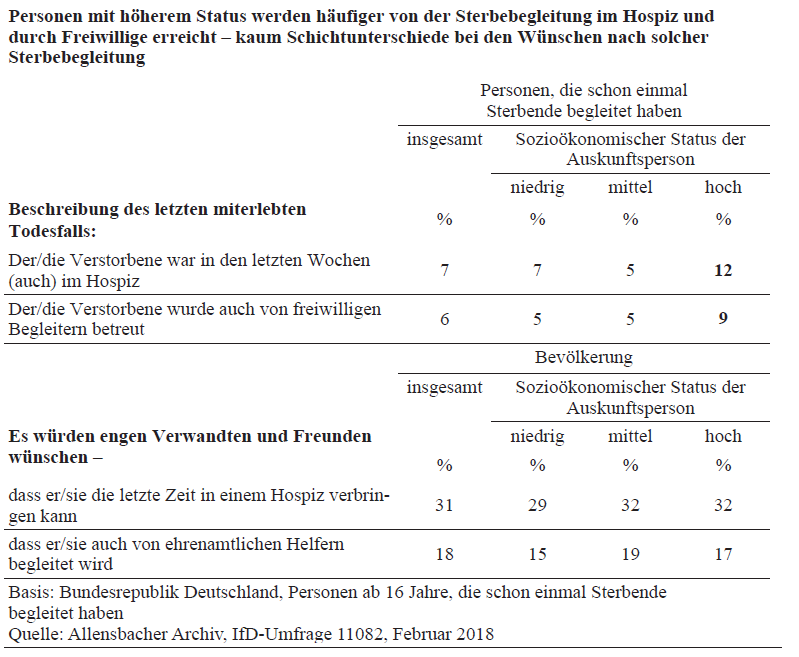 Personen mit höherem Status werden häufiger von der Sterbebegleitung im Hospiz und
durch Freiwillige erreicht – kaum Schichtunterschiede bei den Wünschen nach solcher
Sterbebegleitung
Personen, die schon einmal
Sterbende begleitet haben
insgesamt Sozioökonomischer Status der
Auskunftsperson
niedrig mittel hoch
Beschreibung des letzten miterlebten
Todesfalls:
% % % %
Der/die Verstorbene war in den letzten Wochen
(auch) im Hospiz
7 7 5 12
Der/die Verstorbene wurde auch von freiwilligen
Begleitern betreut
6 5 5 9
Bevölkerung
insgesamt Sozioökonomischer Status der
Auskunftsperson
Es würden engen Verwandten und Freunden niedrig mittel hoch
wünschen –
% % % %
dass er/sie die letzte Zeit in einem Hospiz verbrin-
gen kann
31 29 32 32
dass er/sie auch von ehrenamtlichen Helfern
begleitet wird
18 15 19 17
Basis: Bundesrepublik Deutschland, Personen ab 16 Jahre, die schon einmal Sterbende
begleitet haben
Quelle: Allensbacher Archiv, IfD-Umfrage 11082, Februar 2018